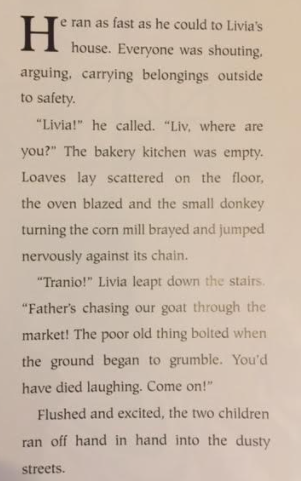 He ran as fast as he could to Livia's
house. Everyone was shouting,
arguing, carrying belongings outside
to safety.
"Livia!" he called. "Liv, where are
you?" The bakery kitchen was empty.
Loaves lay scattered on the floor,
the oven blazed and the small donkey
turning the corn mill brayed and jumped
nervously against its chain.
"Tranio!" Livia leapt down the stairs.
"Father's chasing our goat through the
market! The poor old thing bolted when
the ground began to grumble. You'd
have died laughing. Come on!"
Flushed and excited, the two children
ran off hand in hand into the dusty
streets.